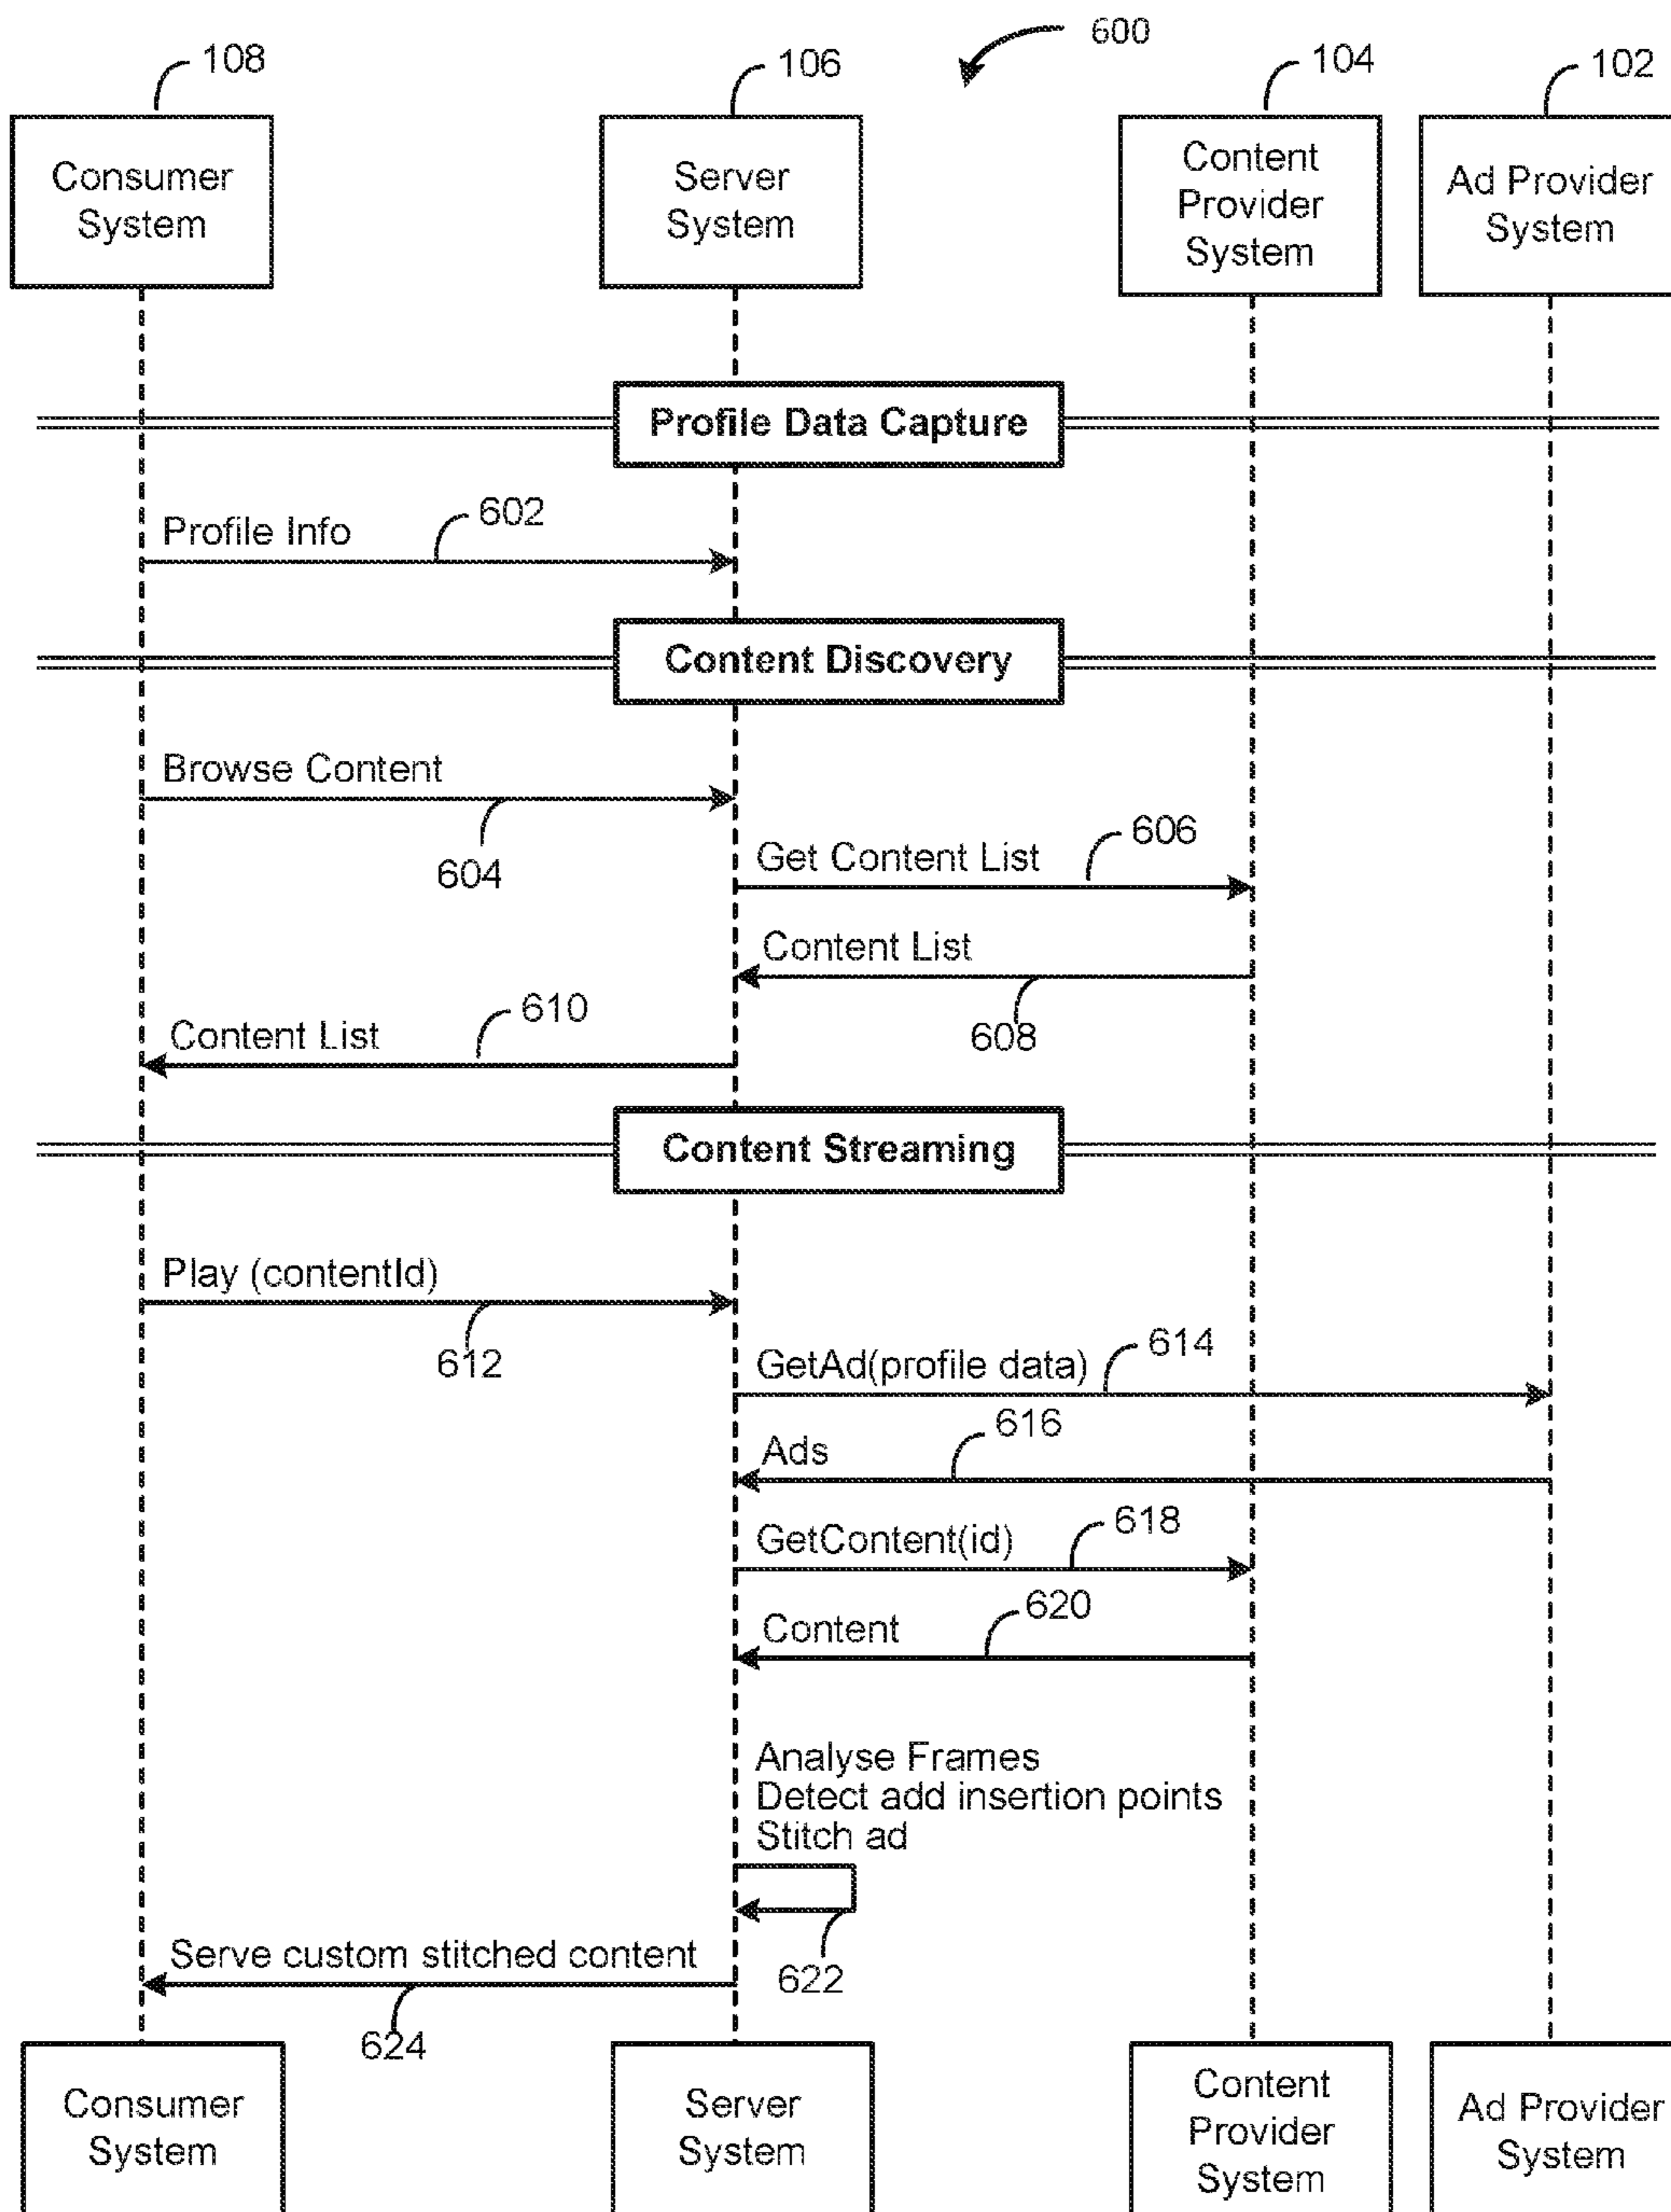 600
108
106
104
102
Consumer
System
Server
System
Content
Provider
System
Ad Provider
System
Profile Data Capture
Profile Info
602
Content Discovery
Browse Content
604
Get Content List
606
Content List
608
Content List
610
Content Streaming
Play (contentId)
612
GetAd(profile data)
614
Ads
616
GetContent(id)
618
Content
620
Analyse Frames
Detect add insertion points
Stitch ad
622
Serve custom stitched content
624
Consumer
System
Server
System
Content
Provider
System
Ad Provider
System